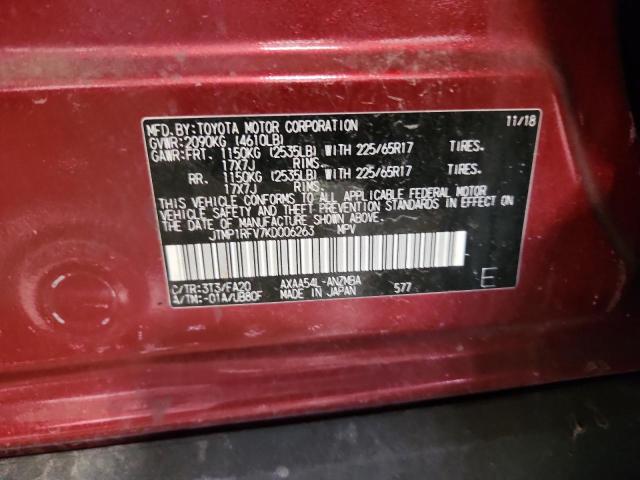 MFD. BY: TOYOTA MOTOR CORPORATION 11/18
GVWR: 2090KG (4610LB)
GAWR: FRT. 1150KG (2535LB) WITH 225/65R17 TIRES.
17X7J RIMS.
RR. 1150KG (2535LB) WITH 225/65R17 TIRES.
17X7J RIMS.
THIS VEHICLE CONFORMS TO ALL APPLICABLE FEDERAL MOTOR
VEHICLE SAFETY AND THEFT PREVENTION STANDARDS IN EFFECT ON
THE DATE OF MANUFACTURE SHOWN ABOVE.
JTMP1RFV7KD006263 MPV
C/TR: 3T3/FA20 AXAA54L-ANZMBA
A/TM: -01A/UB80F MADE IN JAPAN 577 E